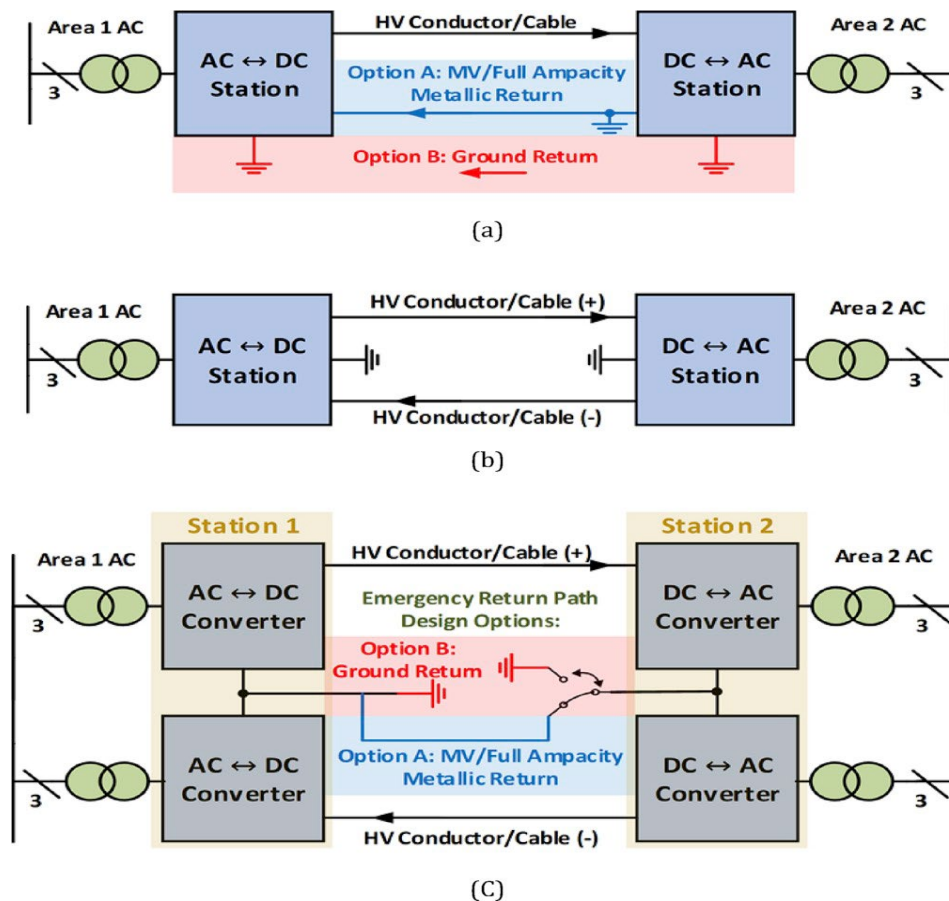 HV Conductor/Cable
Area 1 AC
Area 2 AC
AC ↔ DC
Station
Option A: MV/Full Ampacity
Metallic Return
DC ↔ AC
Station
3
3
Option B: Ground Return
(a)
HV Conductor/Cable (+)
Area 1 AC
Area 2 AC
AC ↔ DC
Station
DC ↔ AC
Station
3
3
HV Conductor/Cable (-)
(b)
Station 1
Station 2
HV Conductor/Cable (+)
Area 1 AC
Area 2 AC
AC ↔ DC
Converter
Emergency Return Path
Design Options:
DC ↔ AC
Converter
3
3
Option B:
Ground Return
AC ↔ DC
Converter
Option A: MV/Full Ampacity
Metallic Return
DC ↔ AC
Converter
3
3
HV Conductor/Cable (-)
(C)